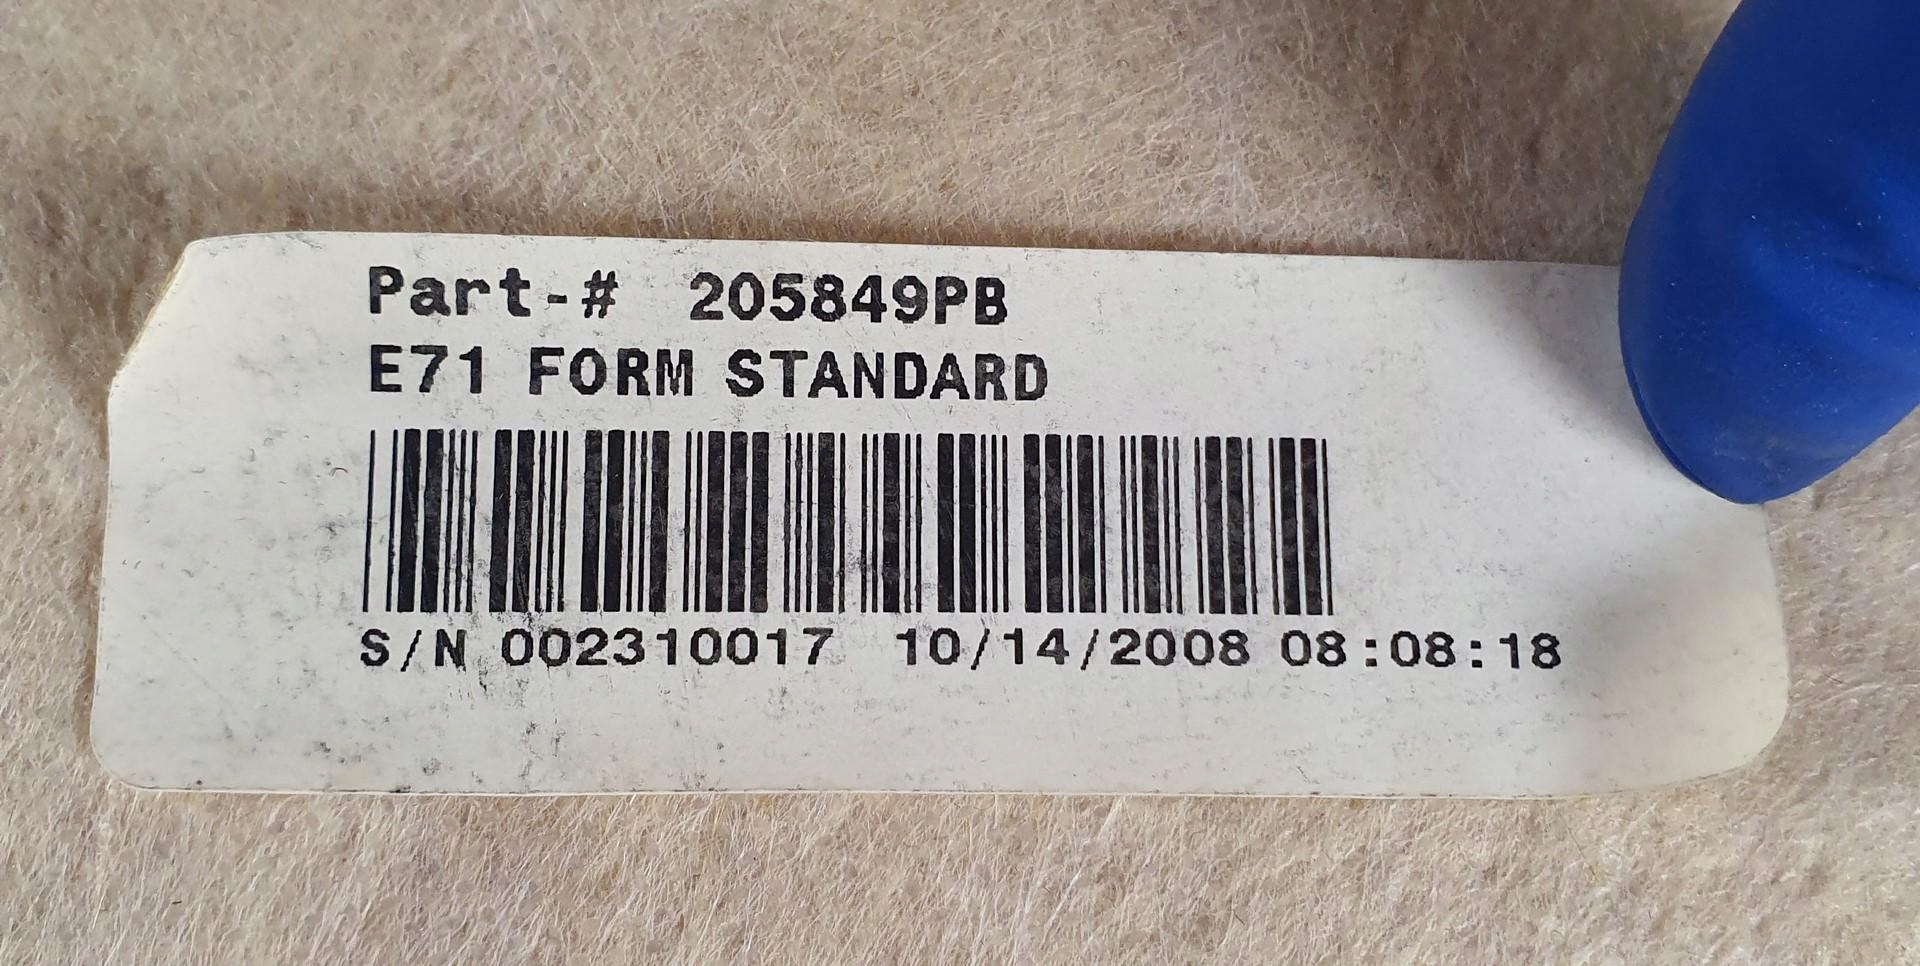 Part-# 205849PB
E71 FORM STANDARD
S/N 002310017 10/14/2008 08:08:18